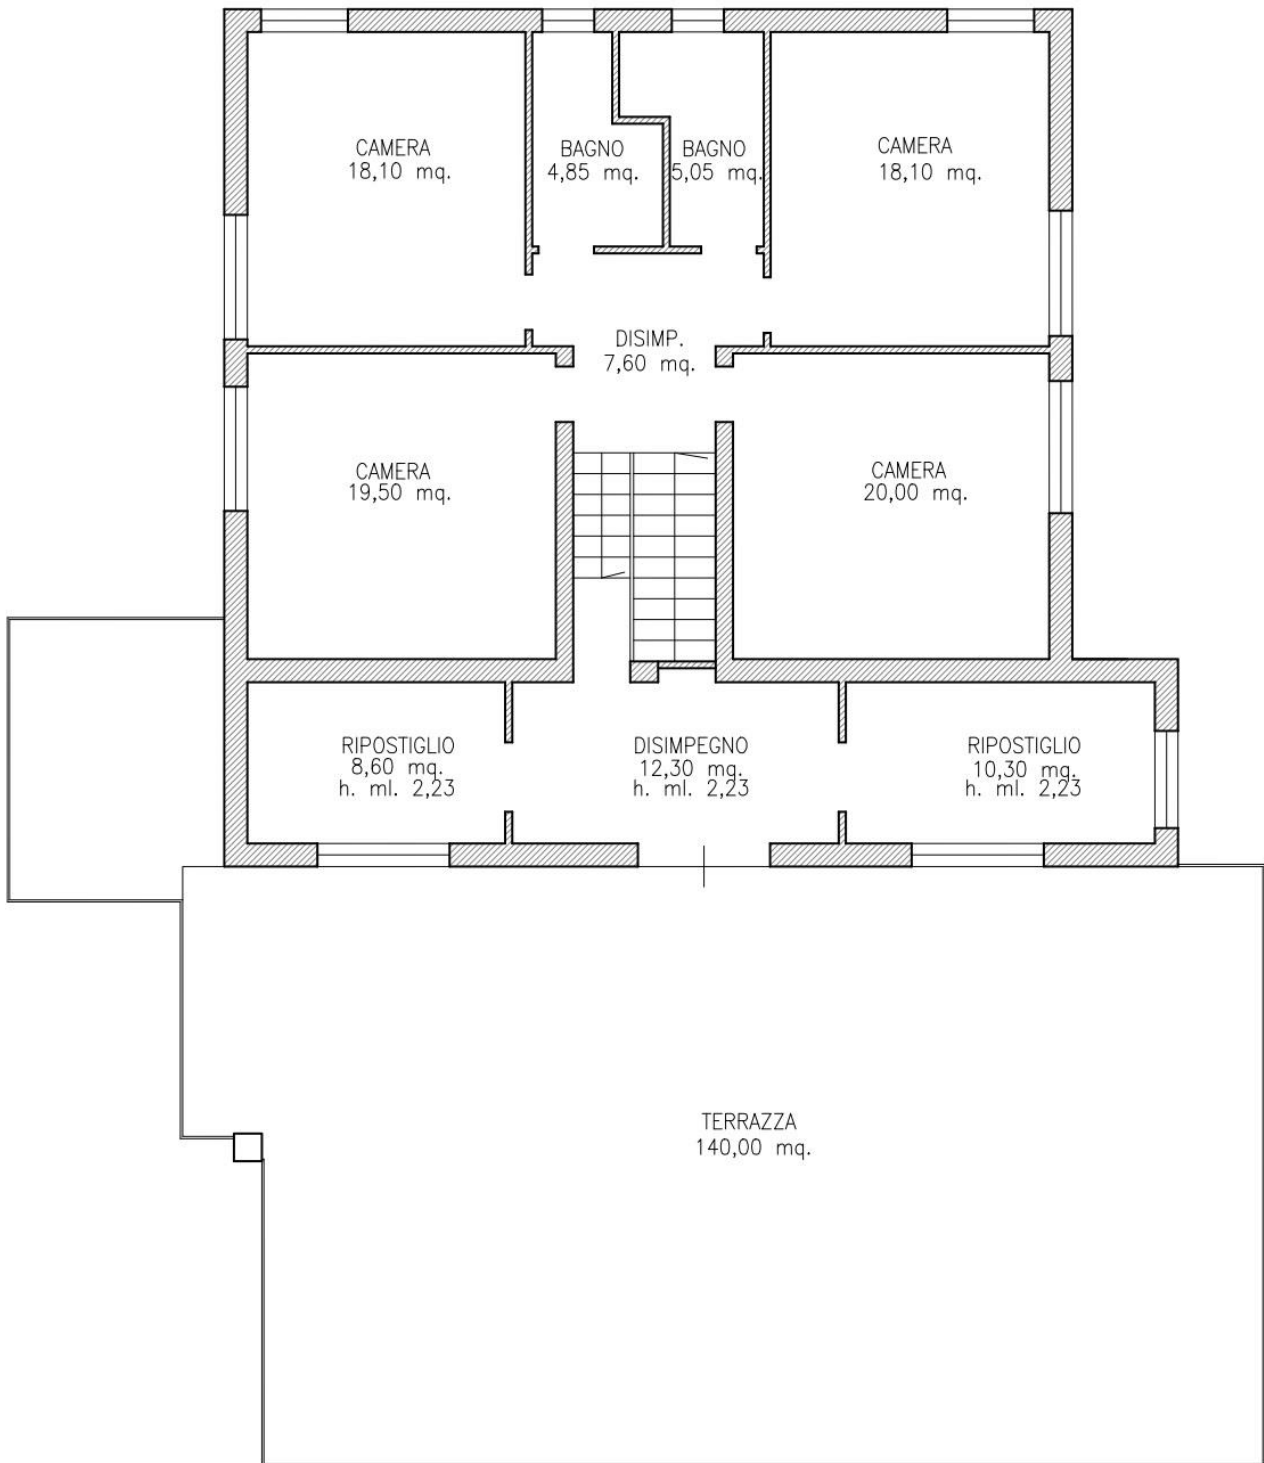 CAMERA
18,10 mq.
BAGNO
4,85 mq.
BAGNO
5,05 mq.
CAMERA
18,10 mq.
DISIMP.
7,60 mq.
CAMERA
19,50 mq.
CAMERA
20,00 mq.
RIPOSTIGLIO
8,60 mq.
h. ml. 2,23
DISIMPEGNO
12,30 mq.
h. ml. 2,23
RIPOSTIGLIO
10,30 mq.
h. ml. 2,23
TERRAZZA
140,00 mq.